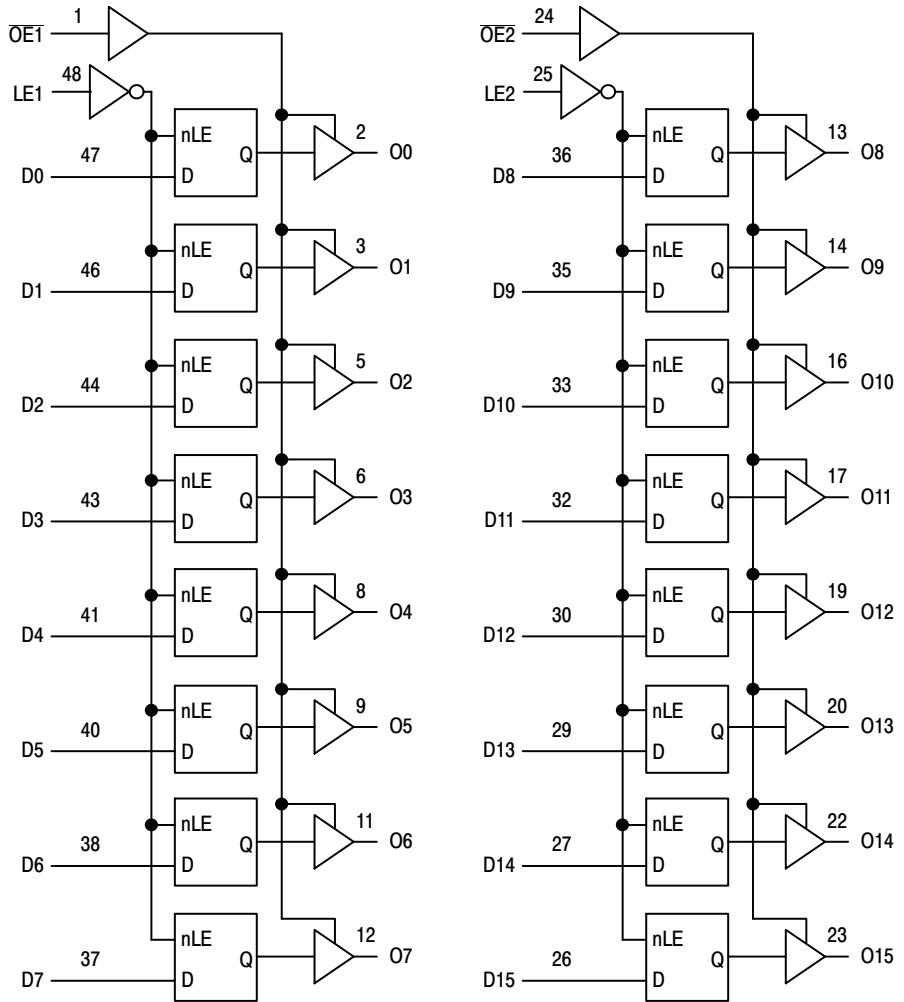 OE1 1
LE1 48
nLE Q 2 O0
D0 47 D
nLE Q 3 O1
D1 46 D
nLE Q 5 O2
D2 44 D
nLE Q 6 O3
D3 43 D
nLE Q 8 O4
D4 41 D
nLE Q 9 O5
D5 40 D
nLE Q 11 O6
D6 38 D
nLE Q 12 O7
D7 37 D
OE2 24
LE2 25
nLE Q 13 O8
D8 36 D
nLE Q 14 O9
D9 35 D
nLE Q 16 O10
D10 33 D
nLE Q 17 O11
D11 32 D
nLE Q 19 O12
D12 30 D
nLE Q 20 O13
D13 29 D
nLE Q 22 O14
D14 27 D
nLE Q 23 O15
D15 26 D